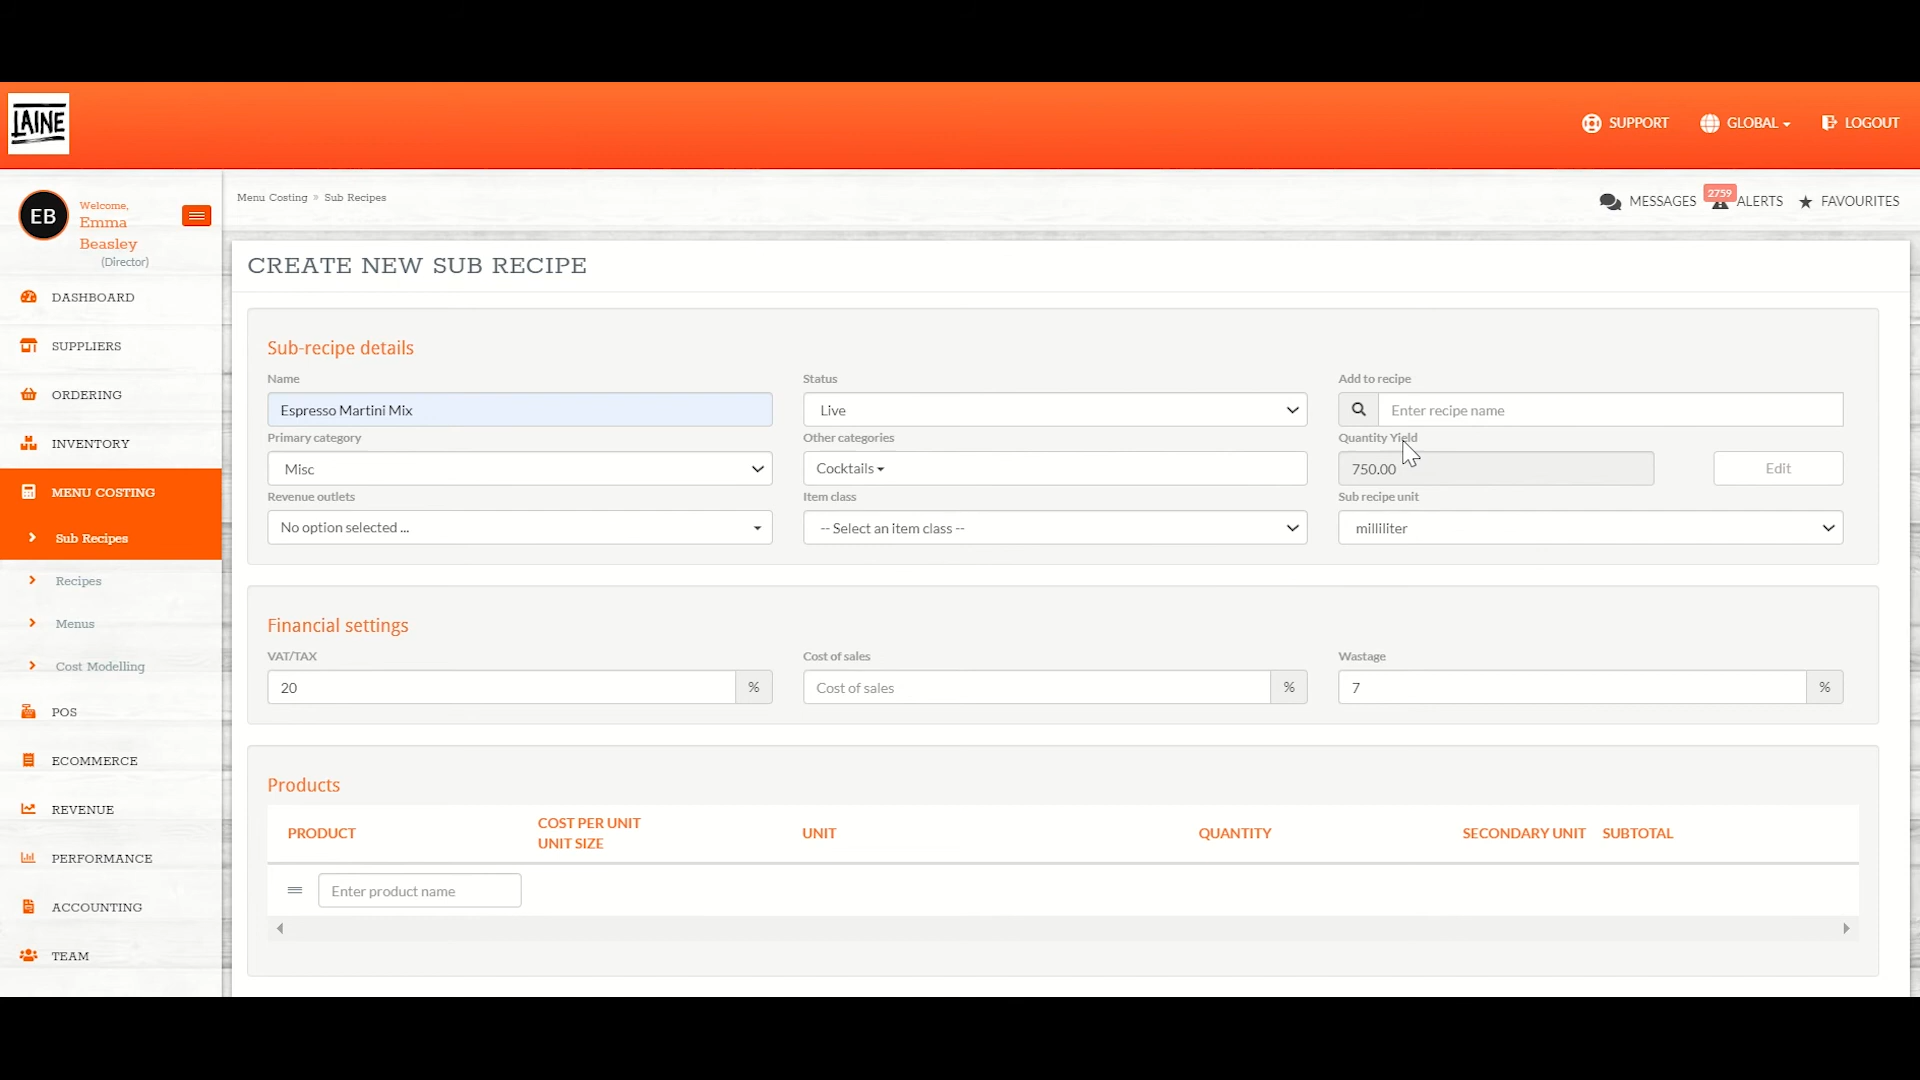 LAINE
SUPPORT
GLOBAL
LOGOUT
EB
Welcome,
Emma
Beasley
(Director)
Menu Costing » Sub Recipes
MESSAGES
2759
ALERTS
FAVOURITES
DASHBOARD
SUPPLIERS
ORDERING
INVENTORY
MENU COSTING
Sub Recipes
Recipes
Menus
Cost Modelling
POS
ECOMMERCE
REVENUE
PERFORMANCE
ACCOUNTING
TEAM
CREATE NEW SUB RECIPE
Sub-recipe details
Name
Status
Add to recipe
Espresso Martini Mix
Live
Enter recipe name
Primary category
Other categories
Quantity Yield
Misc
Cocktails
750.00
Edit
Revenue outlets
Item class
Sub recipe unit
No option selected ...
-- Select an item class --
milliliter
Financial settings
VAT/TAX
Cost of sales
Wastage
20 %
Cost of sales %
7 %
Products
PRODUCT
COST PER UNIT
UNIT SIZE
UNIT
QUANTITY
SECONDARY UNIT
SUBTOTAL
Enter product name